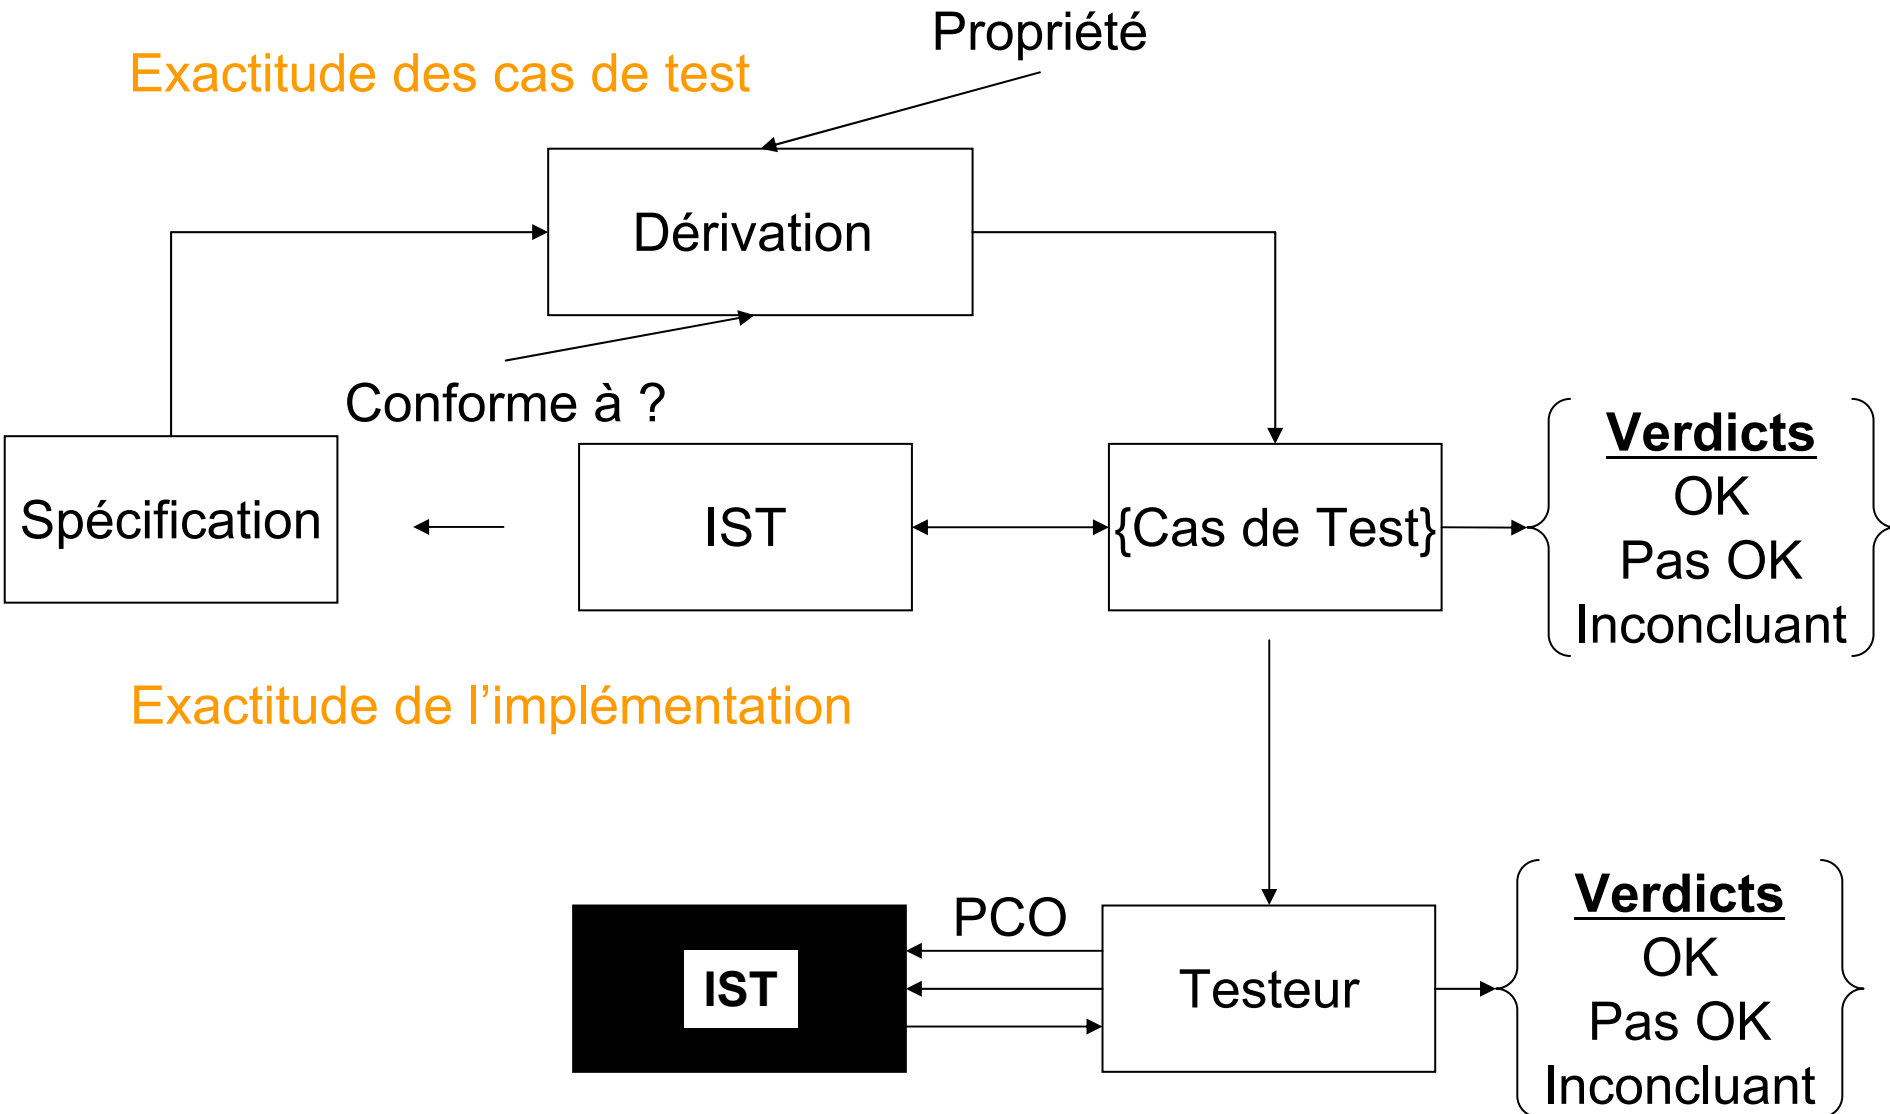 Propriété
Exactitude des cas de test
Dérivation
Conforme à ?
Spécification
IST
{Cas de Test}
Verdicts
OK
Pas OK
Inconcluant
Exactitude de l’implémentation
PCO
IST
Testeur
Verdicts
OK
Pas OK
Inconcluant